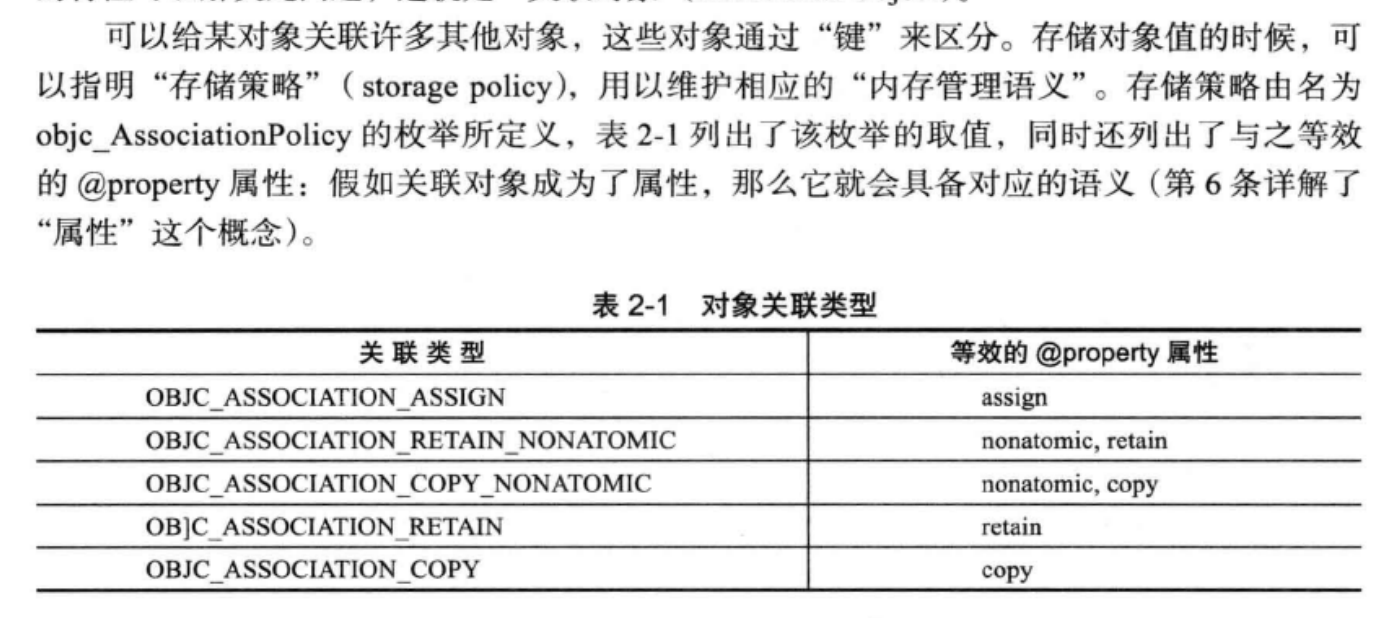 可以给某对象关联许多其他对象，这些对象通过“键”来区分。存储对象值的时候，可
以指明“存储策略”（storage policy)，用以维护相应的“内存管理语义”。存储策略由名为
objc_AssociationPolicy 的枚举所定义，表 2-1 列出了该枚举的取值，同时还列出了与之等效
的 @property 属性：假如关联对象成为了属性，那么它就会具备对应的语义（第 6 条详解了
“属性”这个概念）。
表 2-1 对象关联类型
关联类型 等效的 @property 属性
OBJC_ASSOCIATION_ASSIGN assign
OBJC_ASSOCIATION_RETAIN_NONATOMIC nonatomic, retain
OBJC_ASSOCIATION_COPY_NONATOMIC nonatomic, copy
OB]C_ASSOCIATION_RETAIN retain
OBJC_ASSOCIATION_COPY copy